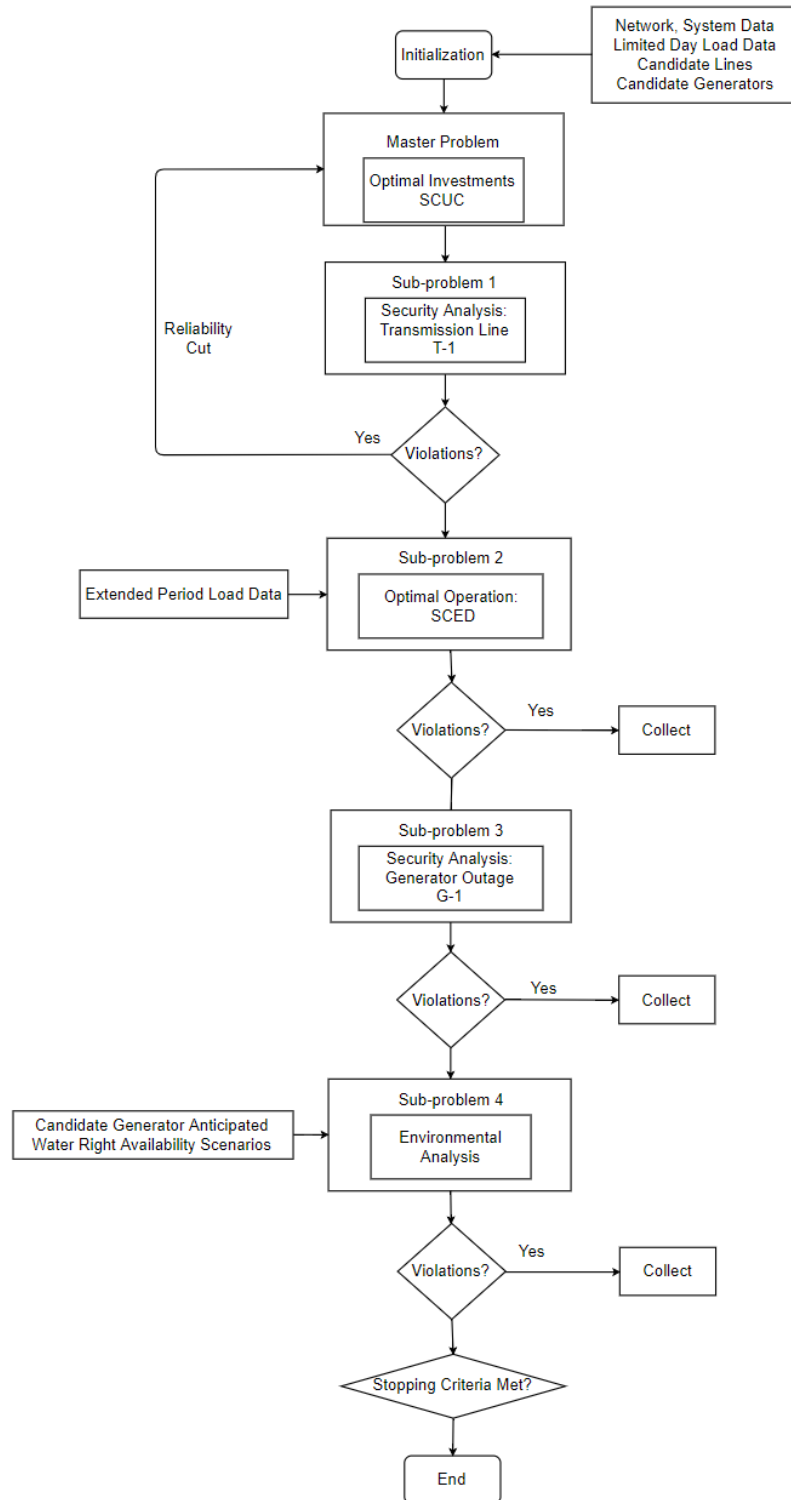 Network, System Data
Limited Day Load Data
Candidate Lines
Candidate Generators
Initialization
Master Problem
Optimal Investments
SCUC
Sub-problem 1
Security Analysis:
Transmission Line
T-1
Reliability
Cut
Yes
Violations?
Sub-problem 2
Extended Period Load Data
Optimal Operation:
SCED
Violations?
Yes
Collect
Sub-problem 3
Security Analysis:
Generator Outage
G-1
Violations?
Yes
Collect
Sub-problem 4
Candidate Generator Anticipated
Water Right Availability Scenarios
Environmental
Analysis
Violations?
Yes
Collect
Stopping Criteria Met?
End